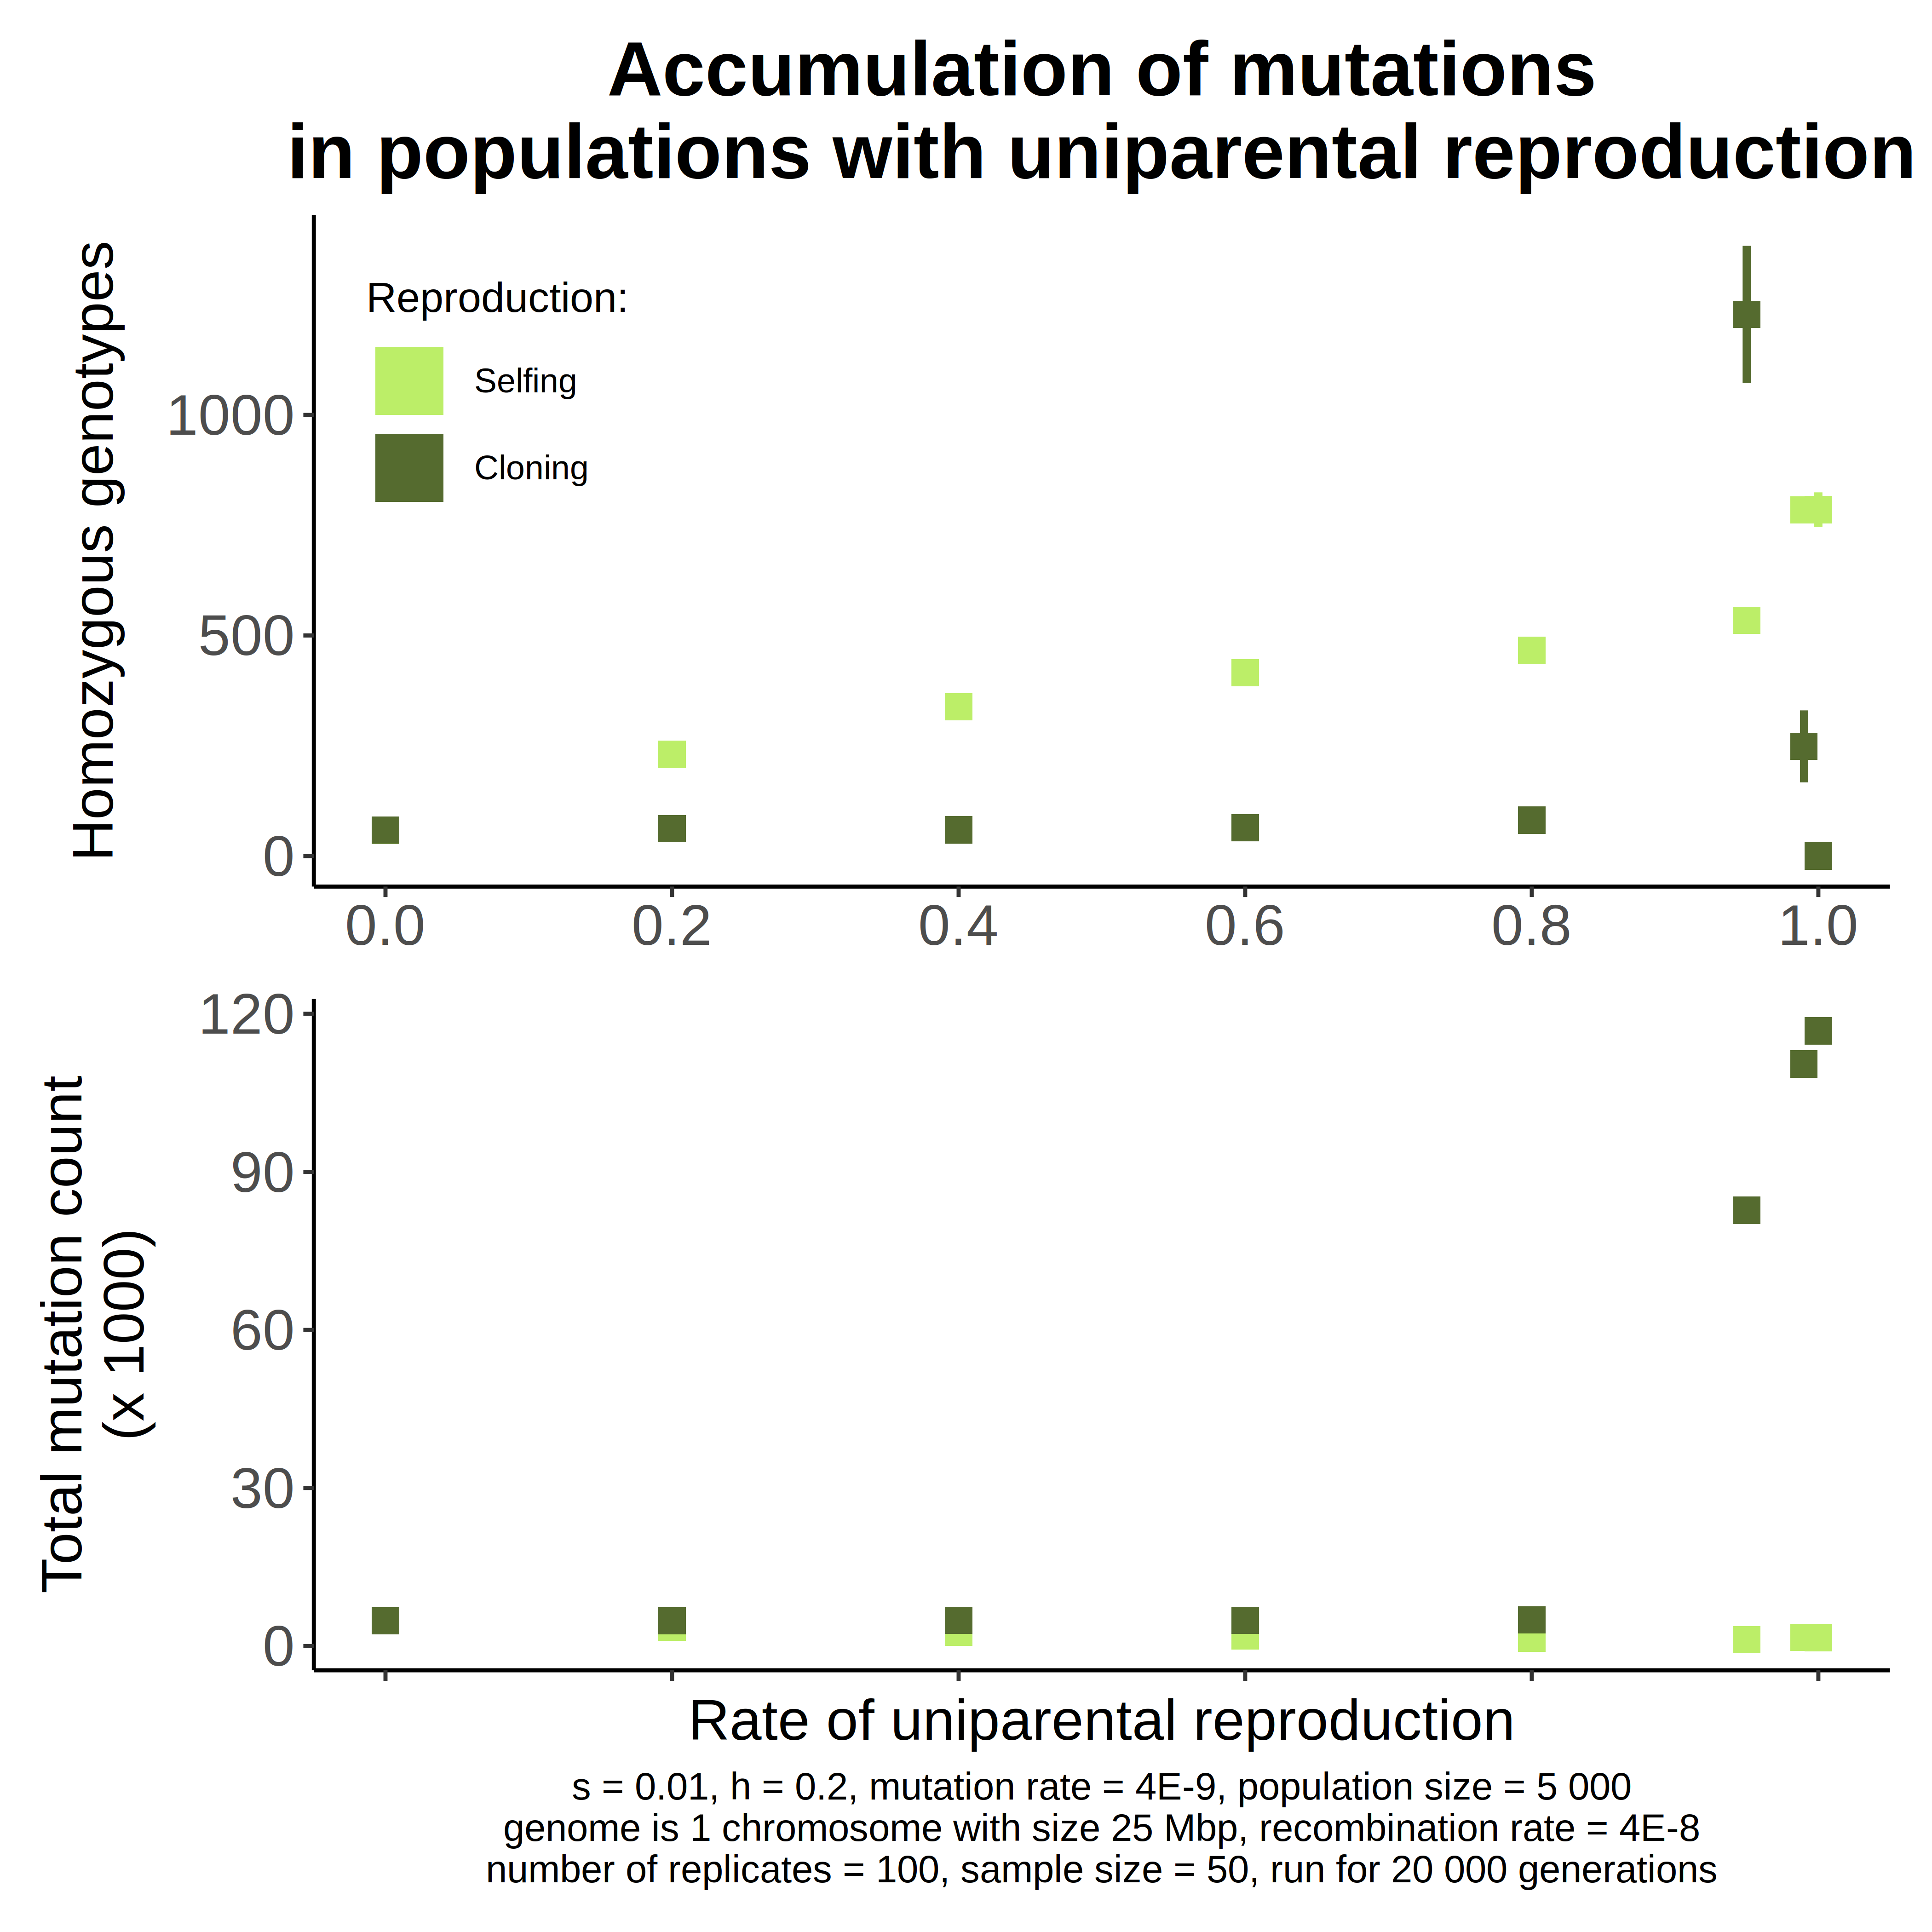 Accumulation of mutations
in populations with uniparental reproduction
Homozygous genotypes
Reproduction:
Selfing
Cloning
1000
500
0
0.0 0.2 0.4 0.6 0.8 1.0
Total mutation count
(x 1000)
120
90
60
30
0
Rate of uniparental reproduction
s = 0.01, h = 0.2, mutation rate = 4E-9, population size = 5 000
genome is 1 chromosome with size 25 Mbp, recombination rate = 4E-8
number of replicates = 100, sample size = 50, run for 20 000 generations